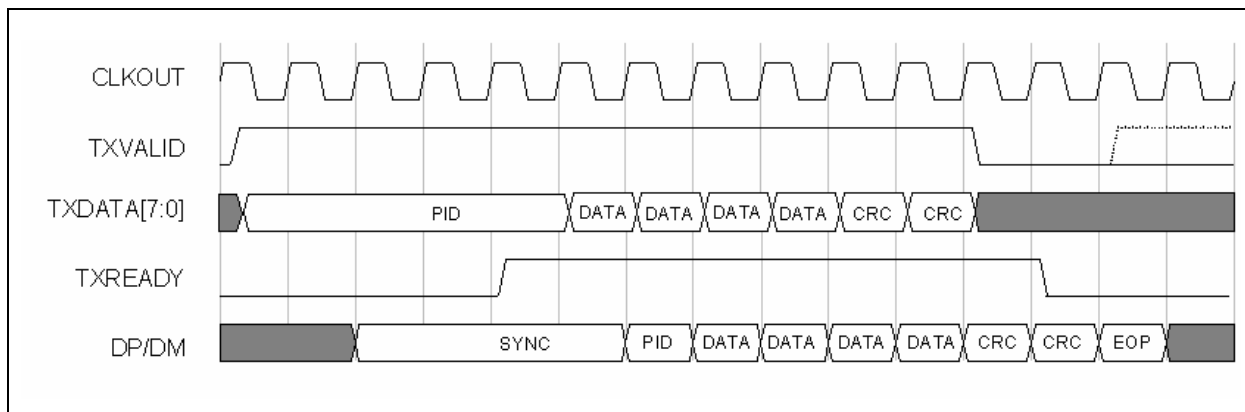 CLKOUT
TXVALID
TXDATA[7:0] PID DATA DATA DATA DATA CRC CRC
TXREADY
DP/DM SYNC PID DATA DATA DATA DATA CRC CRC EOP